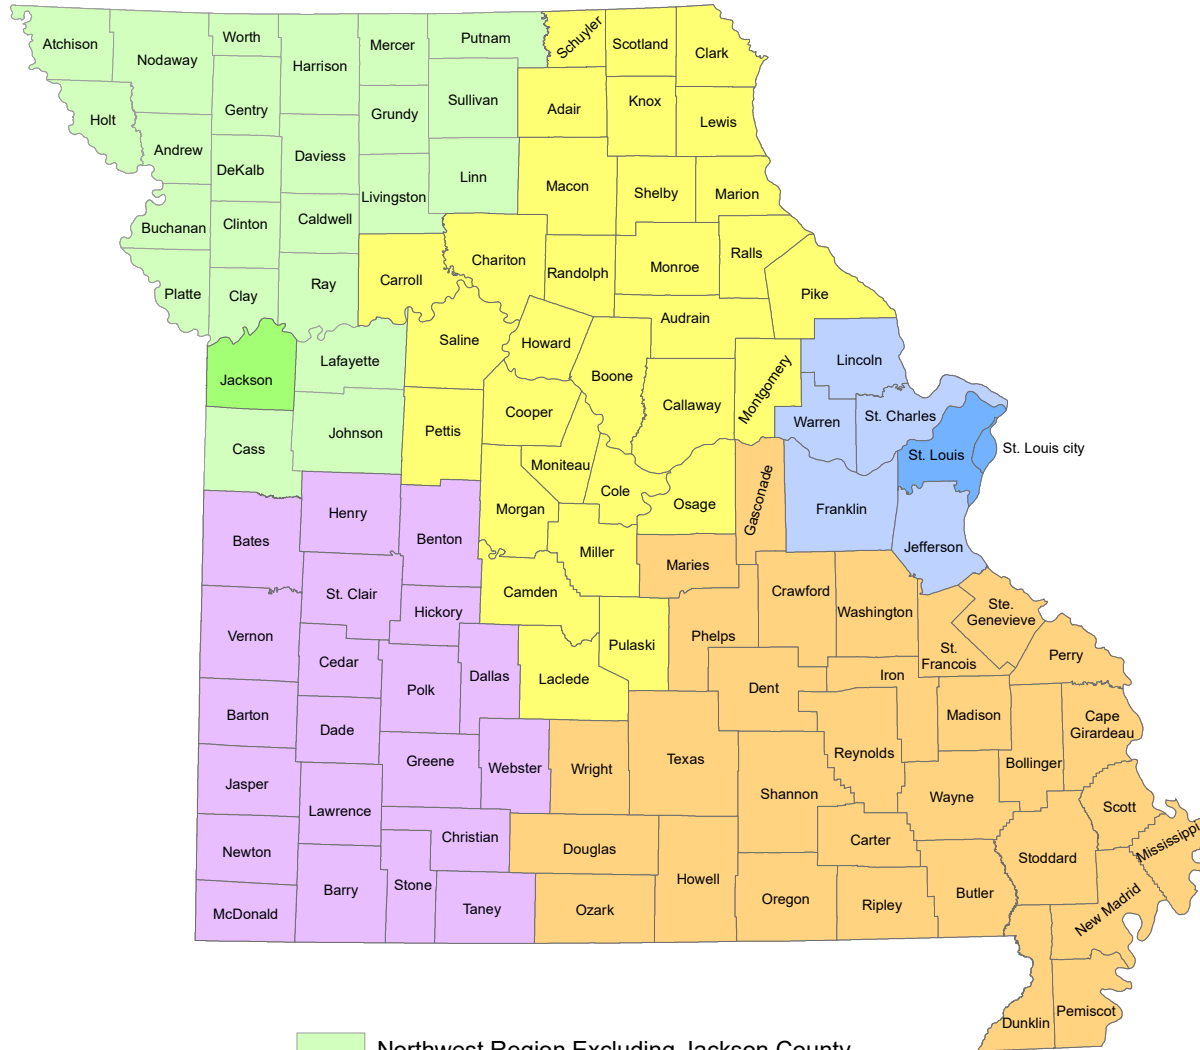 Atchison
Nodaway
Worth
Harrison
Mercer
Putnam
Schuyler
Scotland
Clark
Holt
Gentry
Grundy
Sullivan
Adair
Knox
Lewis
Andrew
DeKalb
Daviess
Livingston
Linn
Macon
Shelby
Marion
Buchanan
Clinton
Caldwell
Chariton
Randolph
Monroe
Ralls
Platte
Clay
Ray
Carroll
Pike
Audrain
Jackson
Lafayette
Saline
Howard
Boone
Callaway
Montgomery
Lincoln
Warren
St. Charles
St. Louis
St. Louis city
Cass
Johnson
Pettis
Cooper
Moniteau
Cole
Morgan
Osage
Gasconade
Franklin
Jefferson
Bates
Henry
Benton
Miller
Maries
Camden
St. Clair
Hickory
Crawford
Washington
Ste.
Genevieve
Vernon
Cedar
Polk
Dallas
Laclede
Pulaski
Phelps
Dent
Iron
St.
Francois
Perry
Barton
Dade
Greene
Webster
Wright
Texas
Reynolds
Madison
Bollinger
Cape
Girardeau
Jasper
Lawrence
Christian
Shannon
Wayne
Scott
Mississippi
Newton
Barry
Stone
Taney
Douglas
Howell
Carter
Stoddard
McDonald
Ozark
Oregon
Ripley
Butler
New Madrid
Dunklin
Pemiscot
Northwest Region Excluding Jackson County